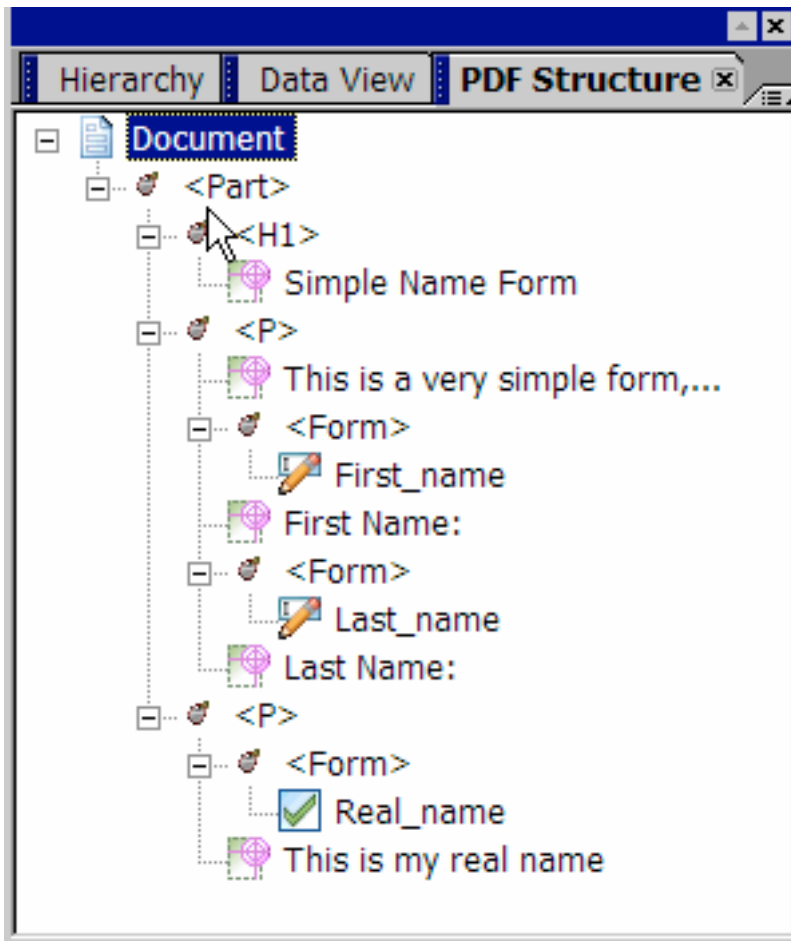 Hierarchy Data View PDF Structure
Document
<Part>
<H1>
Simple Name Form
<P>
This is a very simple form,...
<Form>
First_name
First Name:
<Form>
Last_name
Last Name:
<P>
<Form>
Real_name
This is my real name